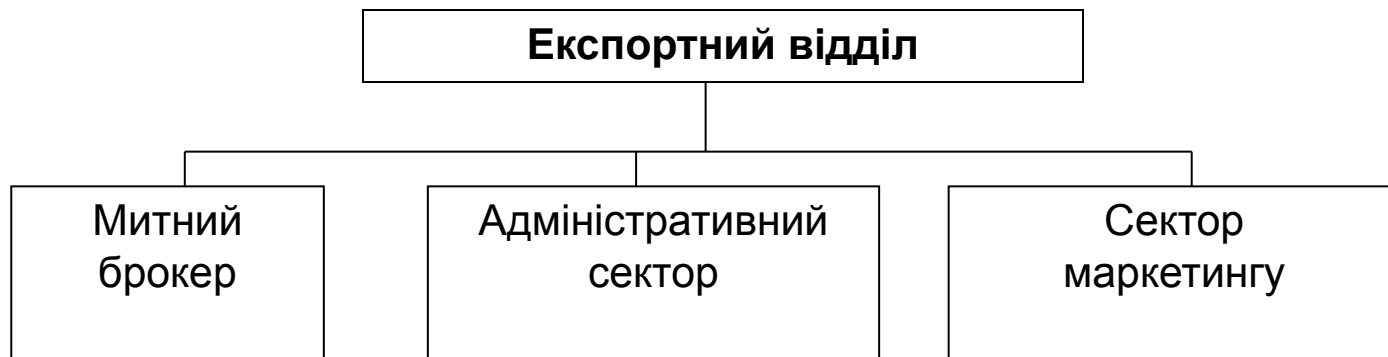 Експортний відділ
Митний
брокер
Адміністративний
сектор
Сектор
маркетингу